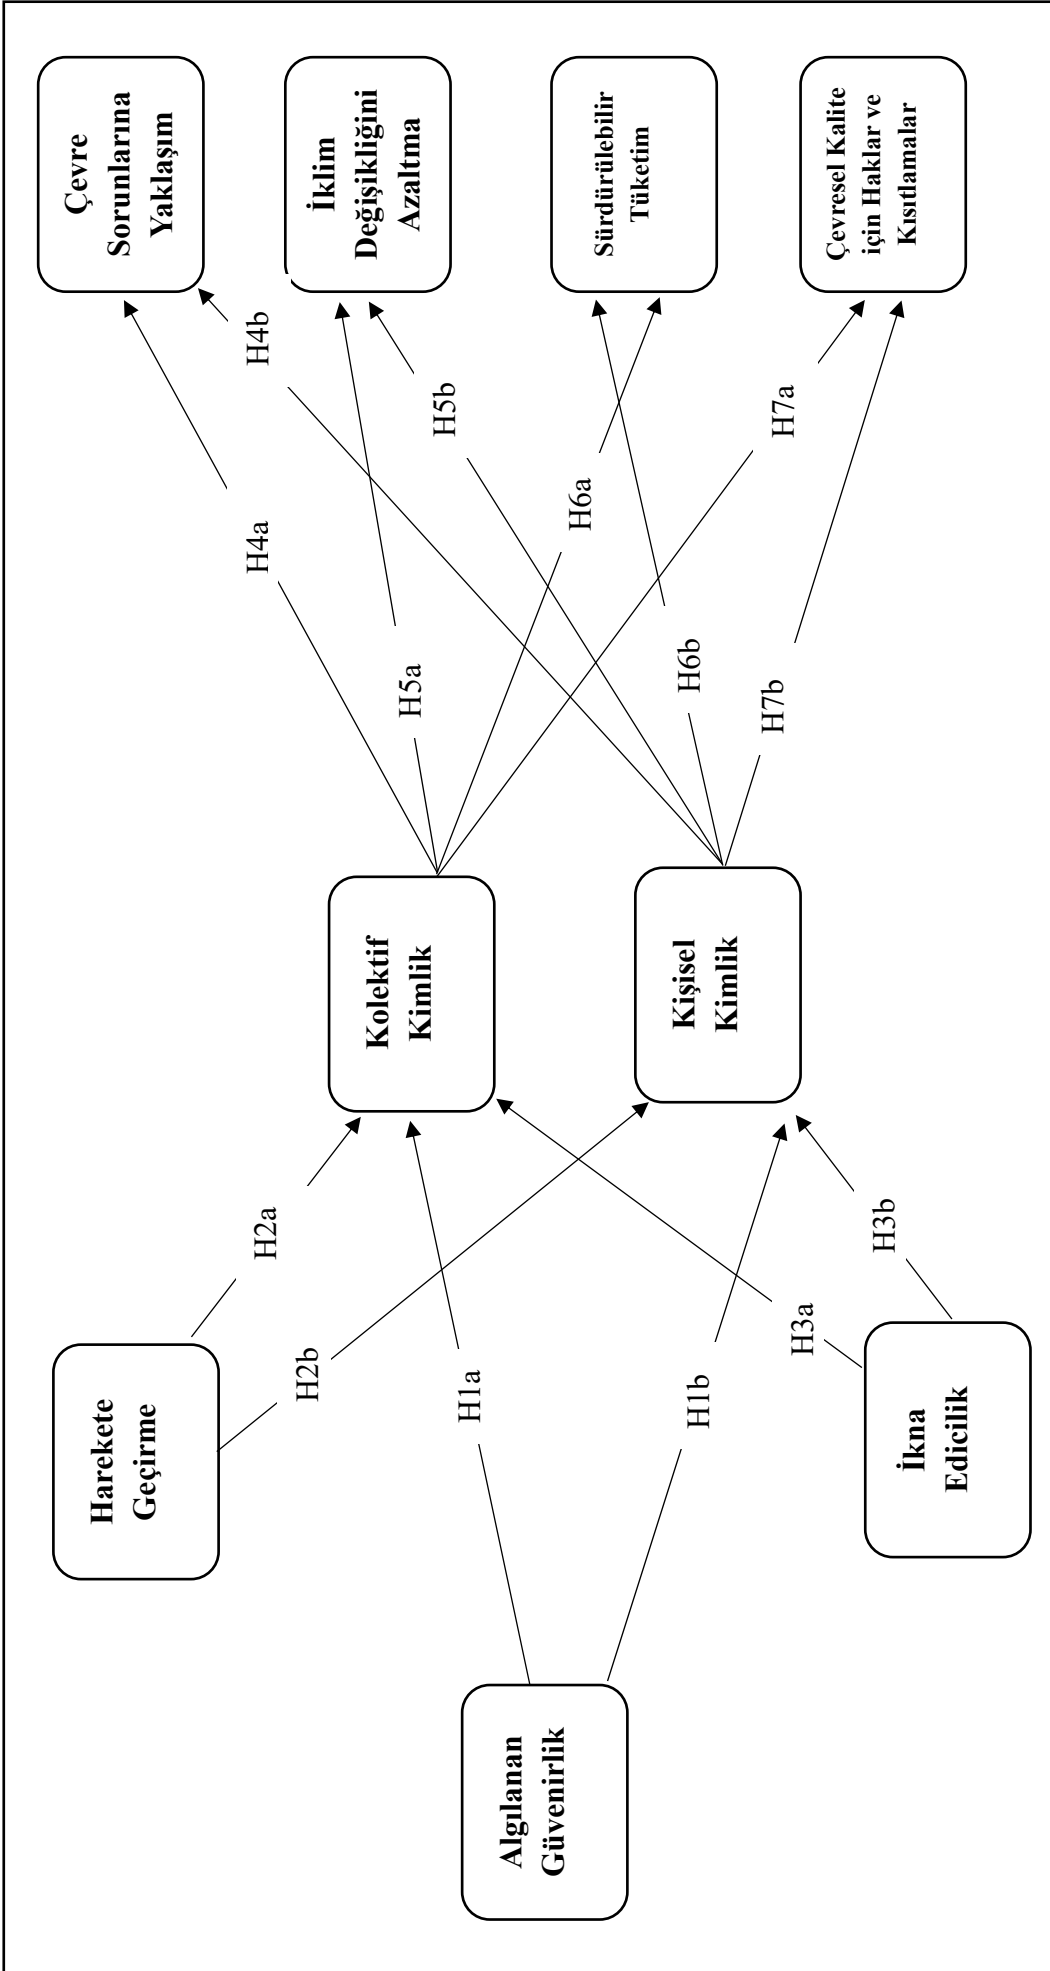 Algılanan
Güvenirlik
Harekete
Geçirme
İkna
Edicilik
H2a
H2b
H1a
H1b
H3a
H3b
Kolektif
Kimlik
Kişisel
Kimlik
H4a
H4b
H5a
H5b
H6a
H6b
H7a
H7b
Çevre
Sorunlarına
Yaklaşım
İklim
Değişikliğini
Azaltma
Sürdürülebilir
Tüketim
Çevresel Kalite
için Haklar ve
Kısıtlamalar